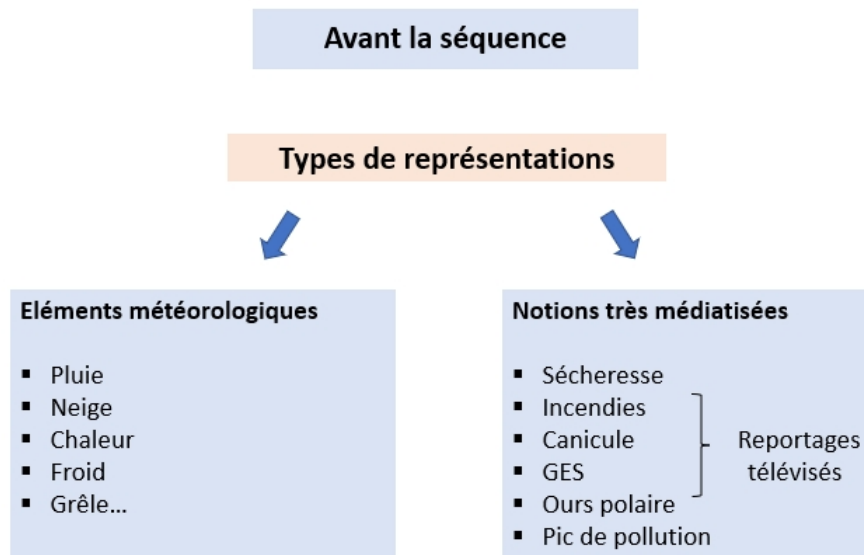 Avant la séquence
Types de représentations
Eléments météorologiques
▪ Pluie
▪ Neige
▪ Chaleur
▪ Froid
▪ Grêle…
Notions très médiatisées
▪ Sécheresse
▪ Incendies
▪ Canicule
▪ GES
▪ Ours polaire
▪ Pic de pollution
Reportages
télévisés